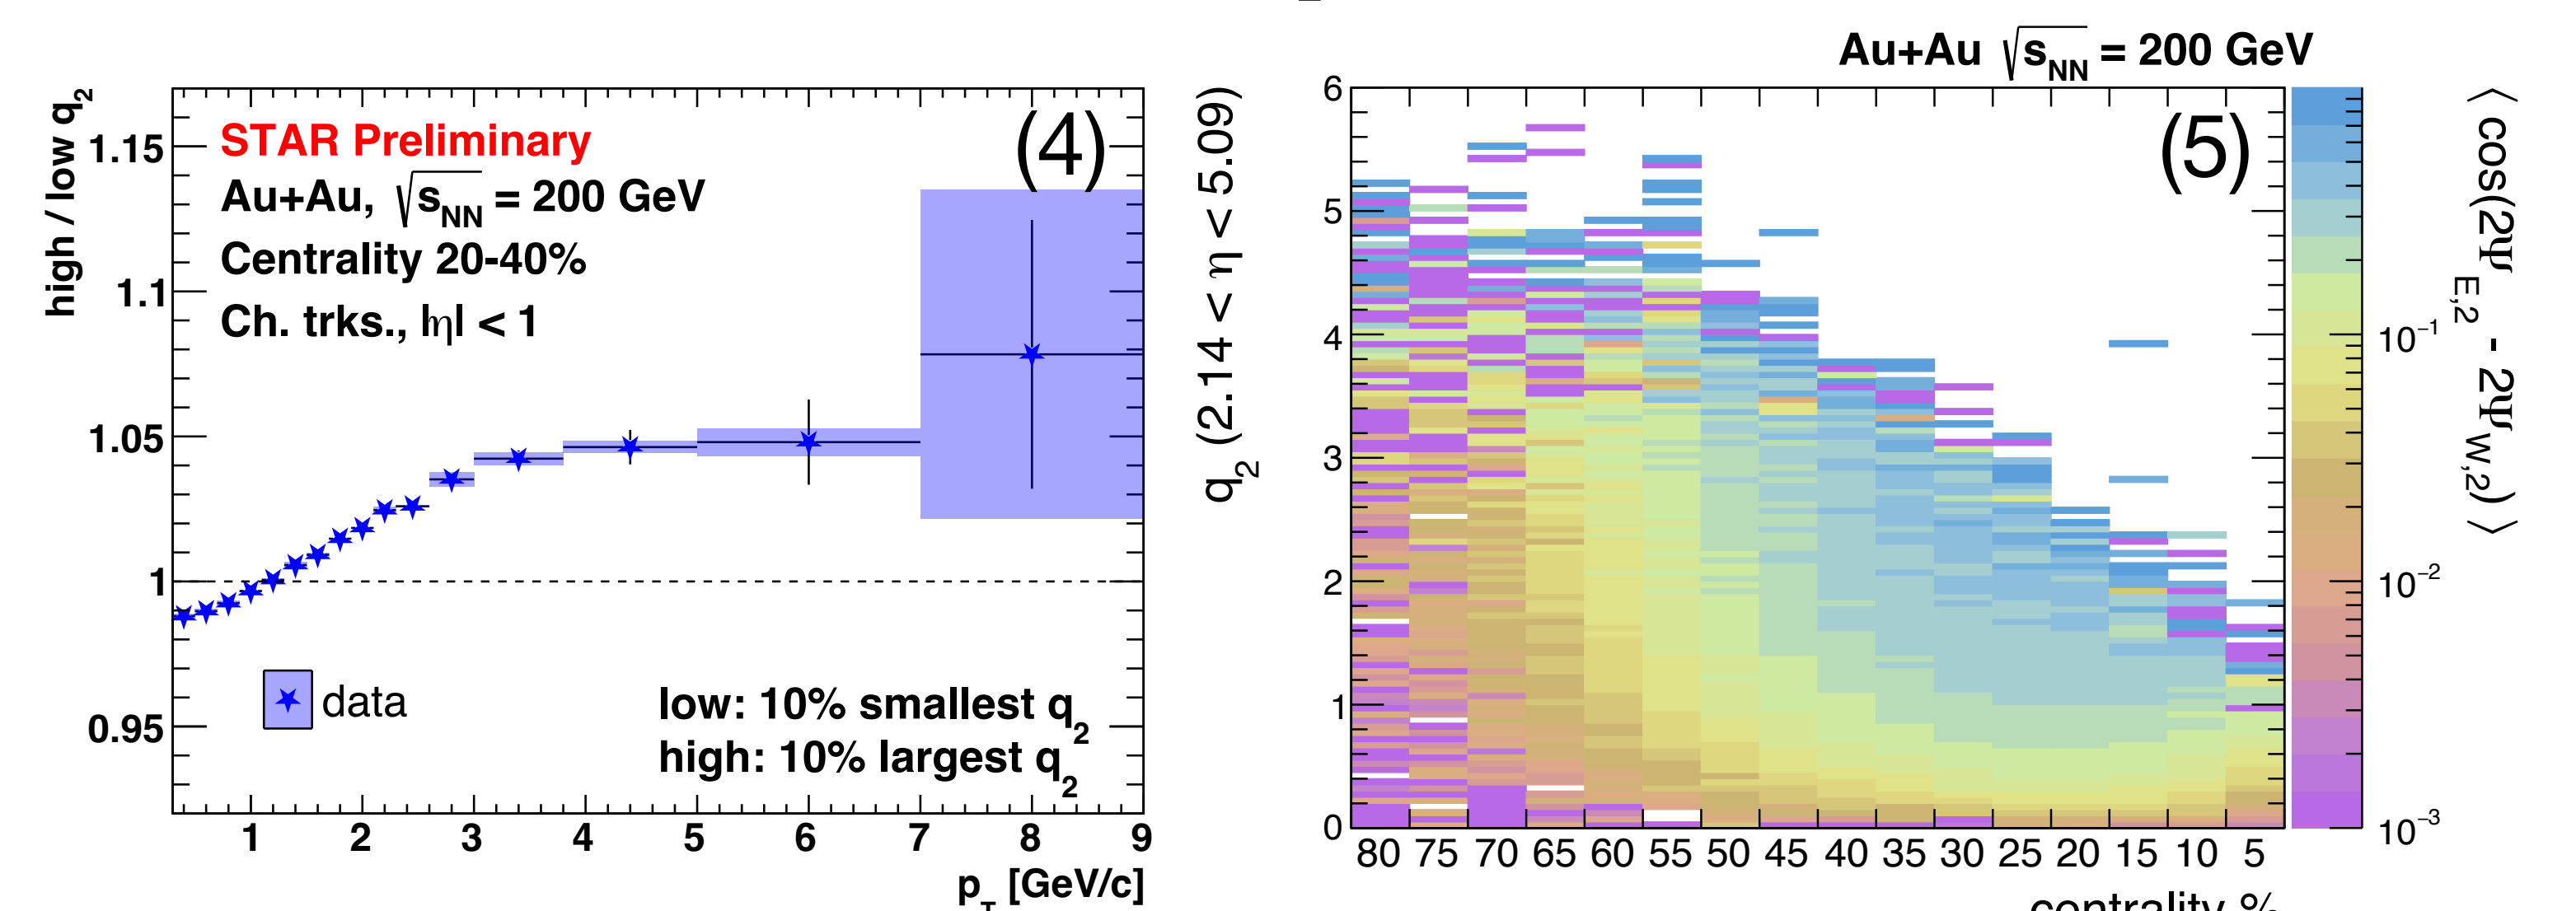 high / low q2
1.15
1.1
1.05
1
0.95
STAR Preliminary
(4)
Au+Au, √sNN = 200 GeV
Centrality 20-40%
Ch. trks., |η| < 1
data
low: 10% smallest q2
high: 10% largest q2
1 2 3 4 5 6 7 8 9
pT [GeV/c]
Au+Au √sNN = 200 GeV
q2 (2.14 < η < 5.09)
6
5
4
3
2
1
0
(5)
80 75 70 65 60 55 50 45 40 35 30 25 20 15 10 5
centrality %
10−1
10−2
10−3
⟨ cos(2ΨE,2 - 2ΨW,2) ⟩